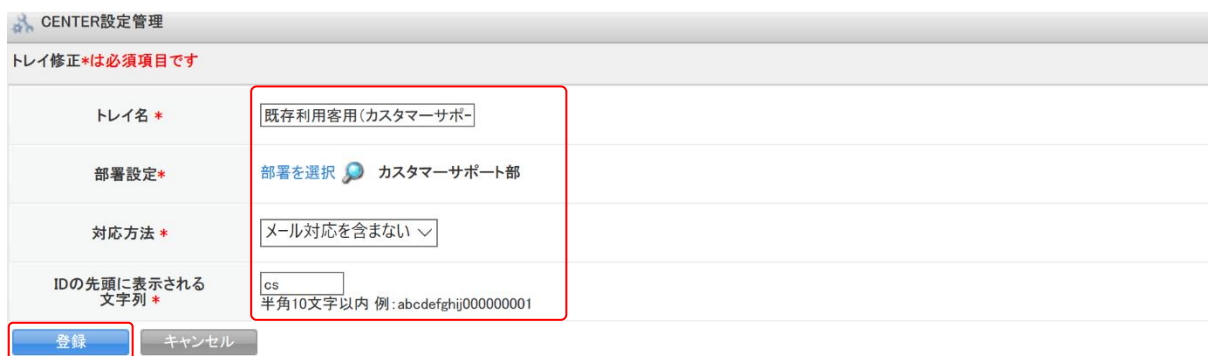 CENTER設定管理
トレイ修正*は必須項目です
トレイ名 *
既存利用客用(カスタマーサポー
部署設定*
部署を選択 カスタマーサポート部
対応方法 *
メール対応を含まない
IDの先頭に表示される
文字列 *
cs
半角10文字以内 例:abcdefghij000000001
登録 キャンセル